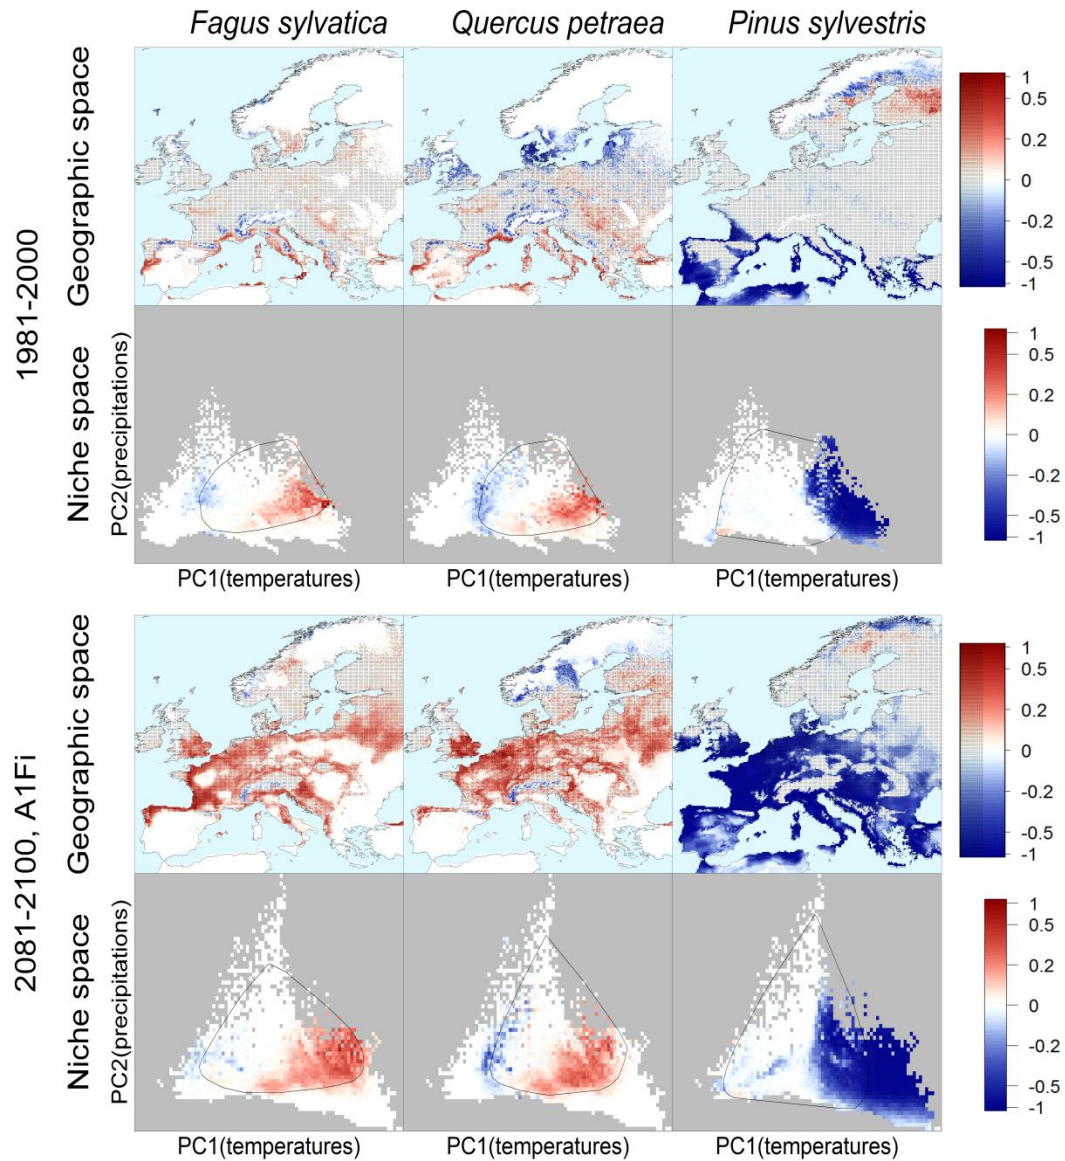 Fagus sylvatica Quercus petraea Pinus sylvestris
1981-2000
Geographic space
1
0.5
0.2
0
-0.2
-0.5
-1
Niche space
PC2(precipitations)
1
0.5
0.2
0
-0.2
-0.5
-1
PC1(temperatures) PC1(temperatures) PC1(temperatures)
2081-2100, A1Fi
Geographic space
1
0.5
0.2
0
-0.2
-0.5
-1
Niche space
PC2(precipitations)
1
0.5
0.2
0
-0.2
-0.5
-1
PC1(temperatures) PC1(temperatures) PC1(temperatures)